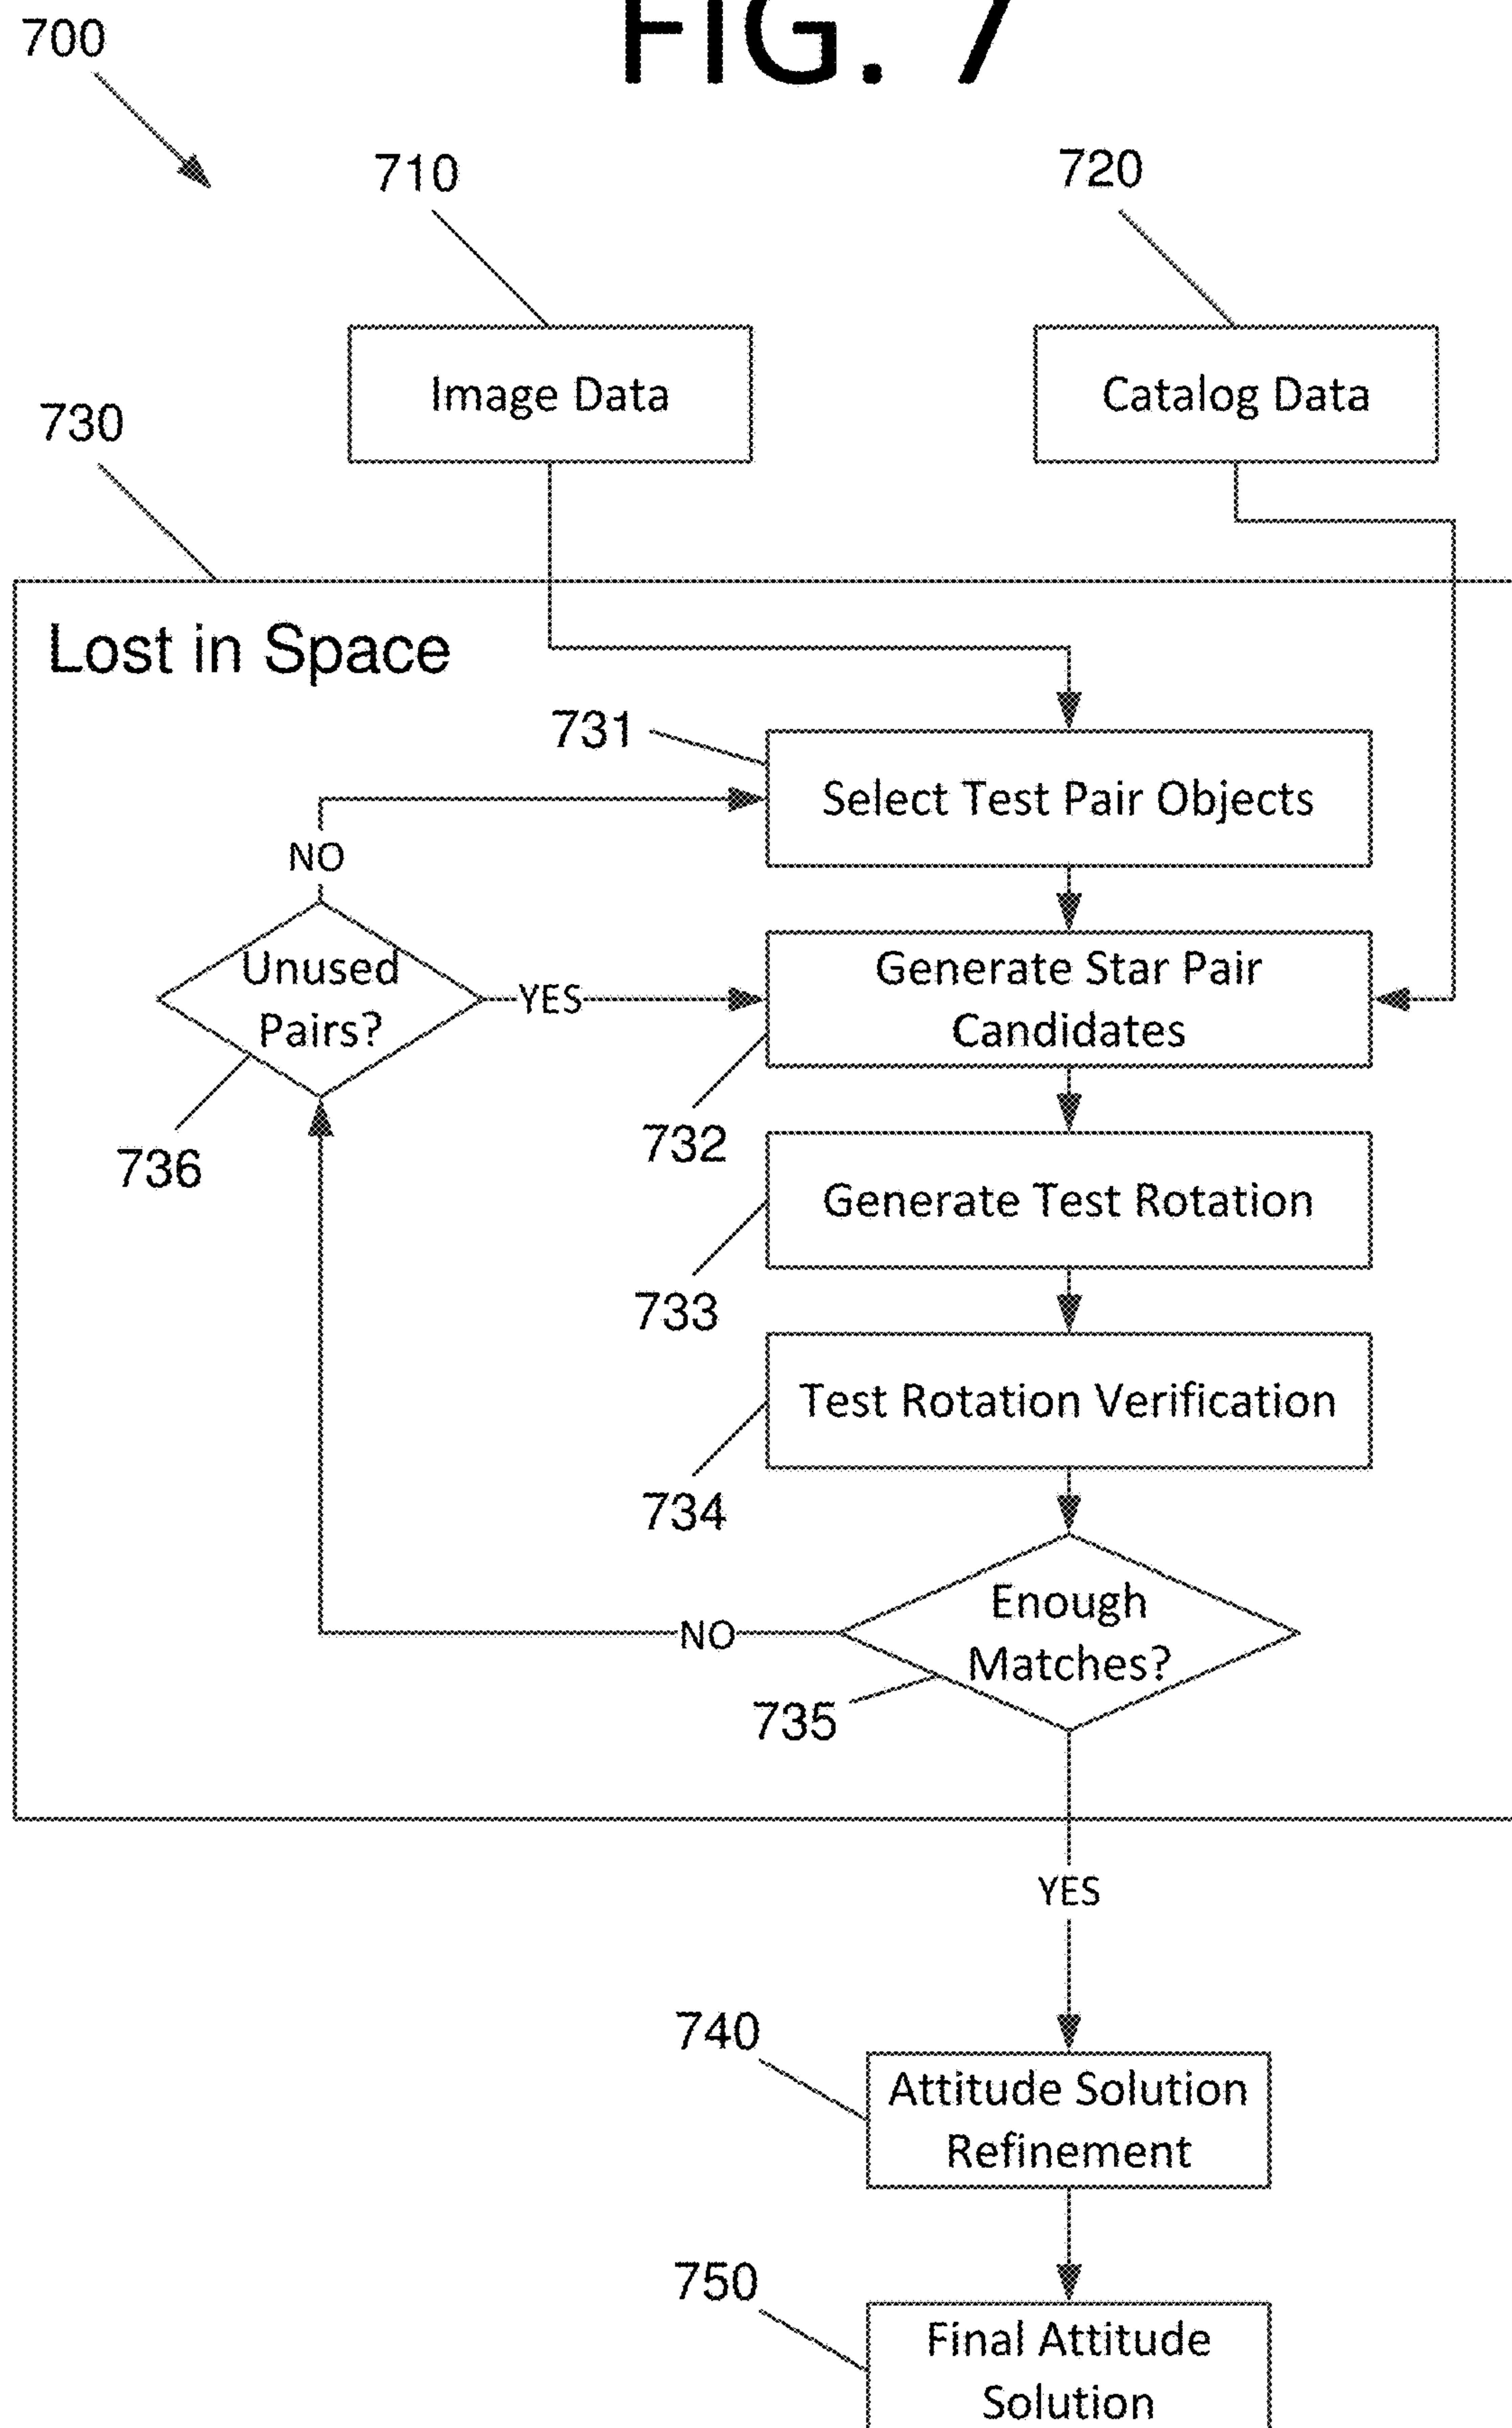 FIG. 7
700
710
720
Image Data
Catalog Data
730
Lost in Space
731
Select Test Pair Objects
NO
Unused
Pairs?
YES
Generate Star Pair
Candidates
736
732
Generate Test Rotation
733
Test Rotation Verification
734
Enough
Matches?
NO
735
YES
740
Attitude Solution
Refinement
750
Final Attitude
Solution